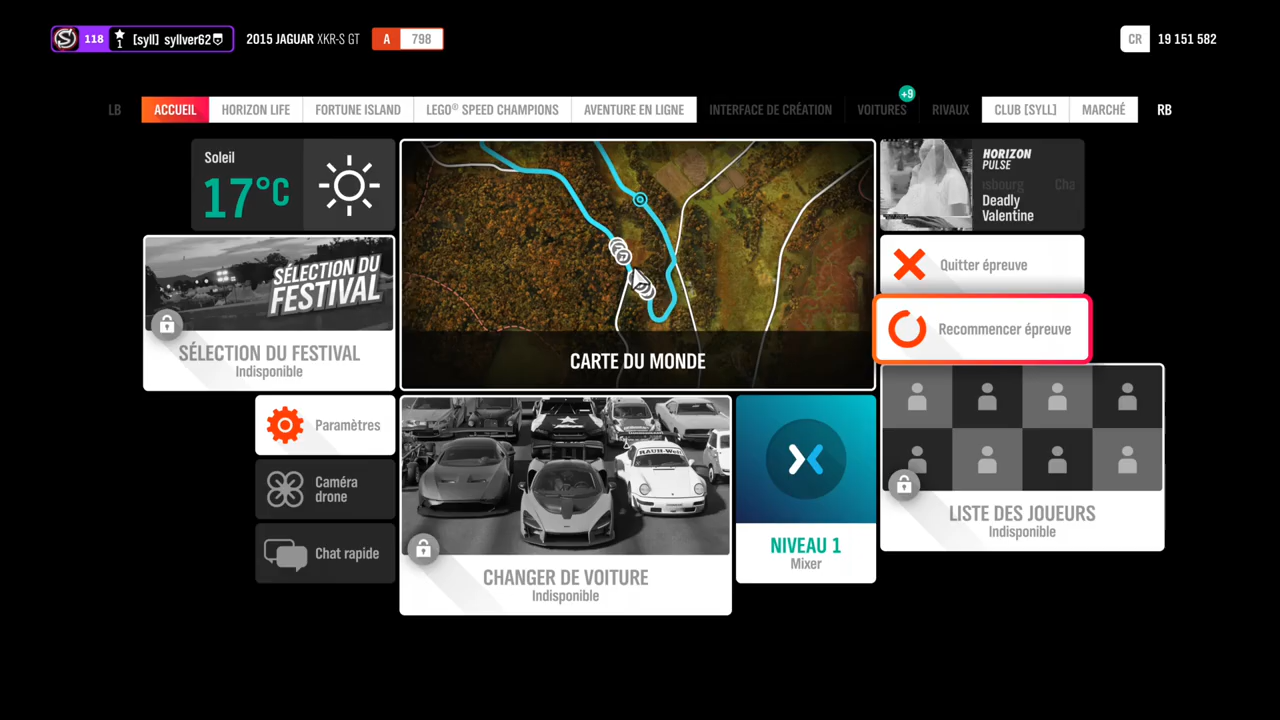 118 1 [syll] syllver62 2015 JAGUAR XKR-S GT A 798 CR 19 151 582
LB ACCUEIL HORIZON LIFE FORTUNE ISLAND LEGO® SPEED CHAMPIONS AVENTURE EN LIGNE INTERFACE DE CRÉATION VOITURES +9 RIVAUX CLUB [SYLL] MARCHÉ RB
Soleil
17°C
HORIZON
PULSE
isbourg Cha
Deadly
Valentine
SÉLECTION DU
FESTIVAL
SÉLECTION DU FESTIVAL
Indisponible
CARTE DU MONDE
Quitter épreuve
Recommencer épreuve
Paramètres
Caméra
drone
Chat rapide
CHANGER DE VOITURE
Indisponible
NIVEAU 1
Mixer
LISTE DES JOUEURS
Indisponible